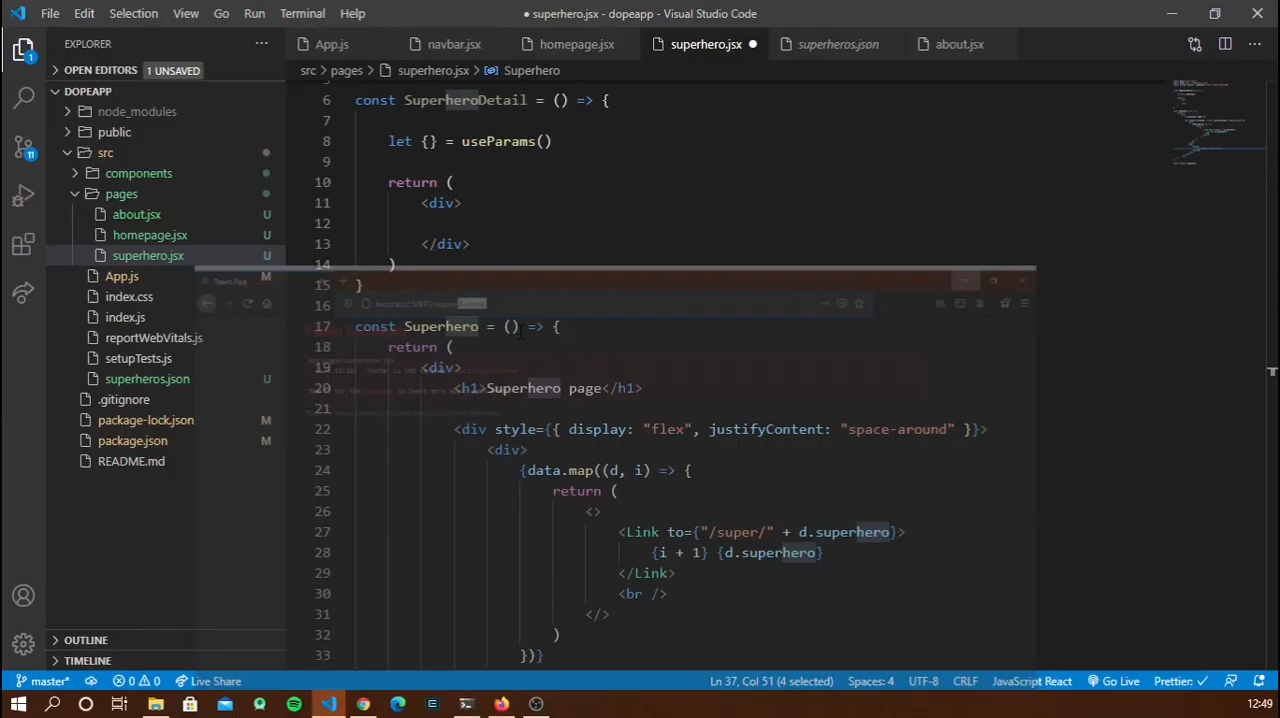 File Edit Selection View Go Run Terminal Help
● superhero.jsx - dopeapp - Visual Studio Code
EXPLORER
App.js navbar.jsx homepage.jsx superhero.jsx superheros.json about.jsx
OPEN EDITORS 1 UNSAVED
src > pages > superhero.jsx > Superhero
DOPEAPP
node_modules
public
src
components
pages
about.jsx U
homepage.jsx U
superhero.jsx U
App.js M
index.css
index.js
reportWebVitals.js
setupTests.js
superheros.json U
.gitignore
package-lock.json M
package.json M
README.md
OUTLINE
TIMELINE
1
11
6 const SuperheroDetail = () => {
7
8 let {} = useParams()
9
10 return (
11 <div>
12
13 </div>
14 )
15 }
16
17 const Superhero = () => {
18 return (
19 <div>
20 <h1>Superhero page</h1>
21
22 <div style={{ display: "flex", justifyContent: "space-around" }}>
23 <div>
24 {data.map((d, i) => {
25 return (
26 <>
27 <Link to={"/super/" + d.superhero}>
28 {i + 1} {d.superhero}
29 </Link>
30 <br />
31 </>
32 )
33 })}
React App
master* 0 0 Live Share
Ln 37, Col 51 (4 selected) Spaces: 4 UTF-8 CRLF JavaScript React Go Live Prettier: ✓
12:49